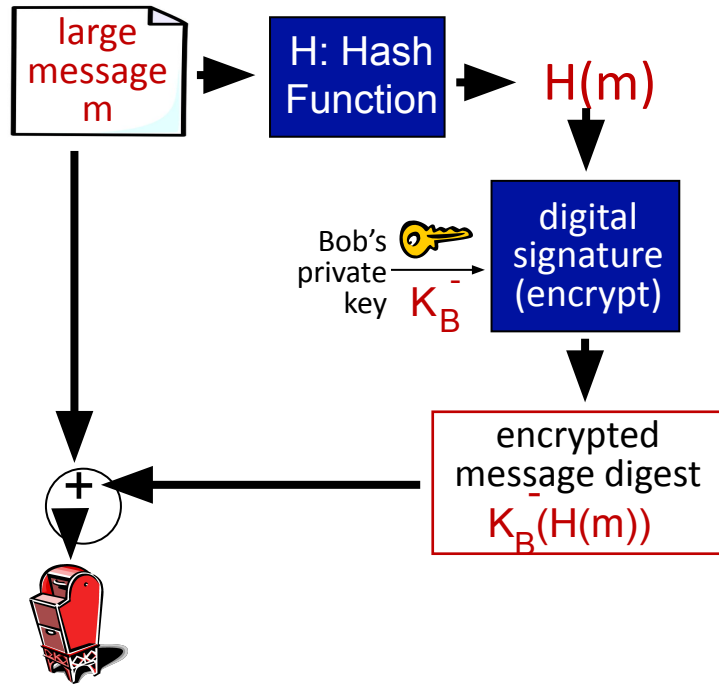 large
message
m
H: Hash
Function
H(m)
Bob's
private
key
K_B^-
digital
signature
(encrypt)
encrypted
message digest
K_B^-(H(m))
+